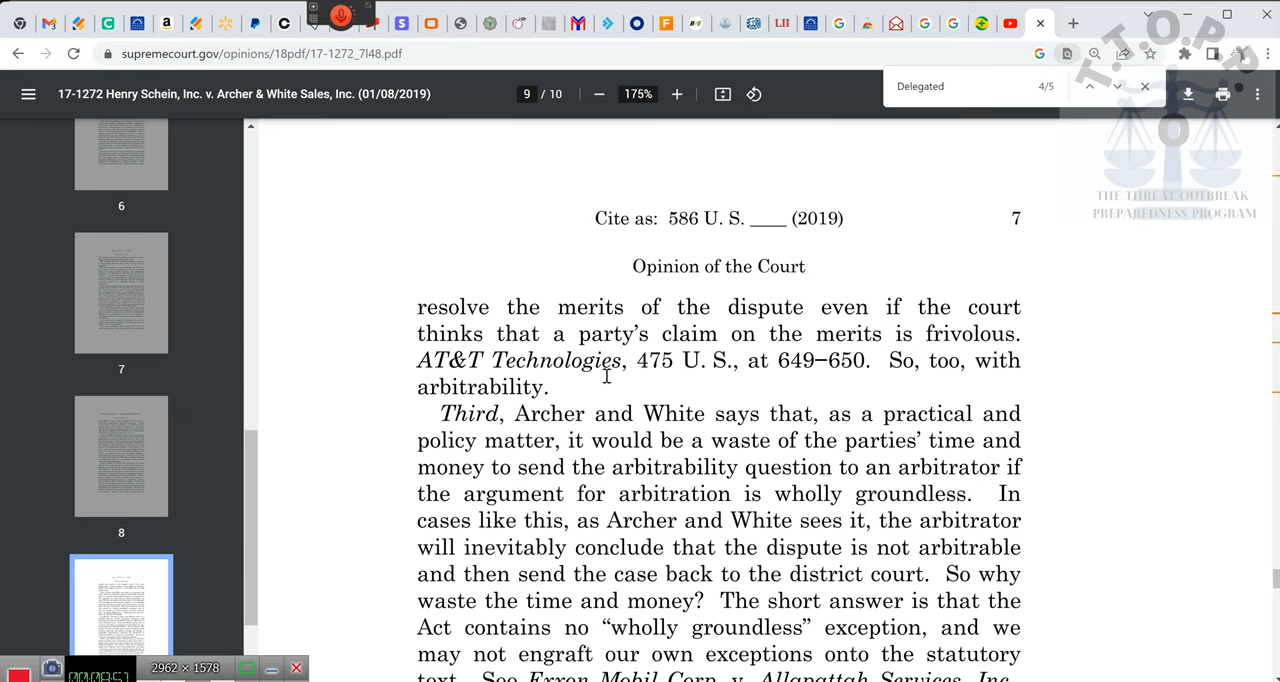 supremecourt.gov/opinions/18pdf/17-1272_7l48.pdf
17-1272 Henry Schein, Inc. v. Archer & White Sales, Inc. (01/08/2019)
9 / 10
175%
Delegated 4/5
T.T.O.P.P
THE THREAT OUTBREAK
PREPAREDNESS PROGRAM
6
7
8
Cite as: 586 U. S. ____ (2019) 7
Opinion of the Court
resolve the merits of the dispute even if the court
thinks that a party’s claim on the merits is frivolous.
AT&T Technologies, 475 U. S., at 649–650. So, too, with
arbitrability.
Third, Archer and White says that, as a practical and
policy matter, it would be a waste of the parties’ time and
money to send the arbitrability question to an arbitrator if
the argument for arbitration is wholly groundless. In
cases like this, as Archer and White sees it, the arbitrator
will inevitably conclude that the dispute is not arbitrable
and then send the case back to the district court. So why
waste the time and money? The short answer is that the
Act contains no “wholly groundless” exception, and we
may not engraft our own exceptions onto the statutory
text. See Exxon Mobil Corp. v. Allapattah Services, Inc.,
2962 × 1578